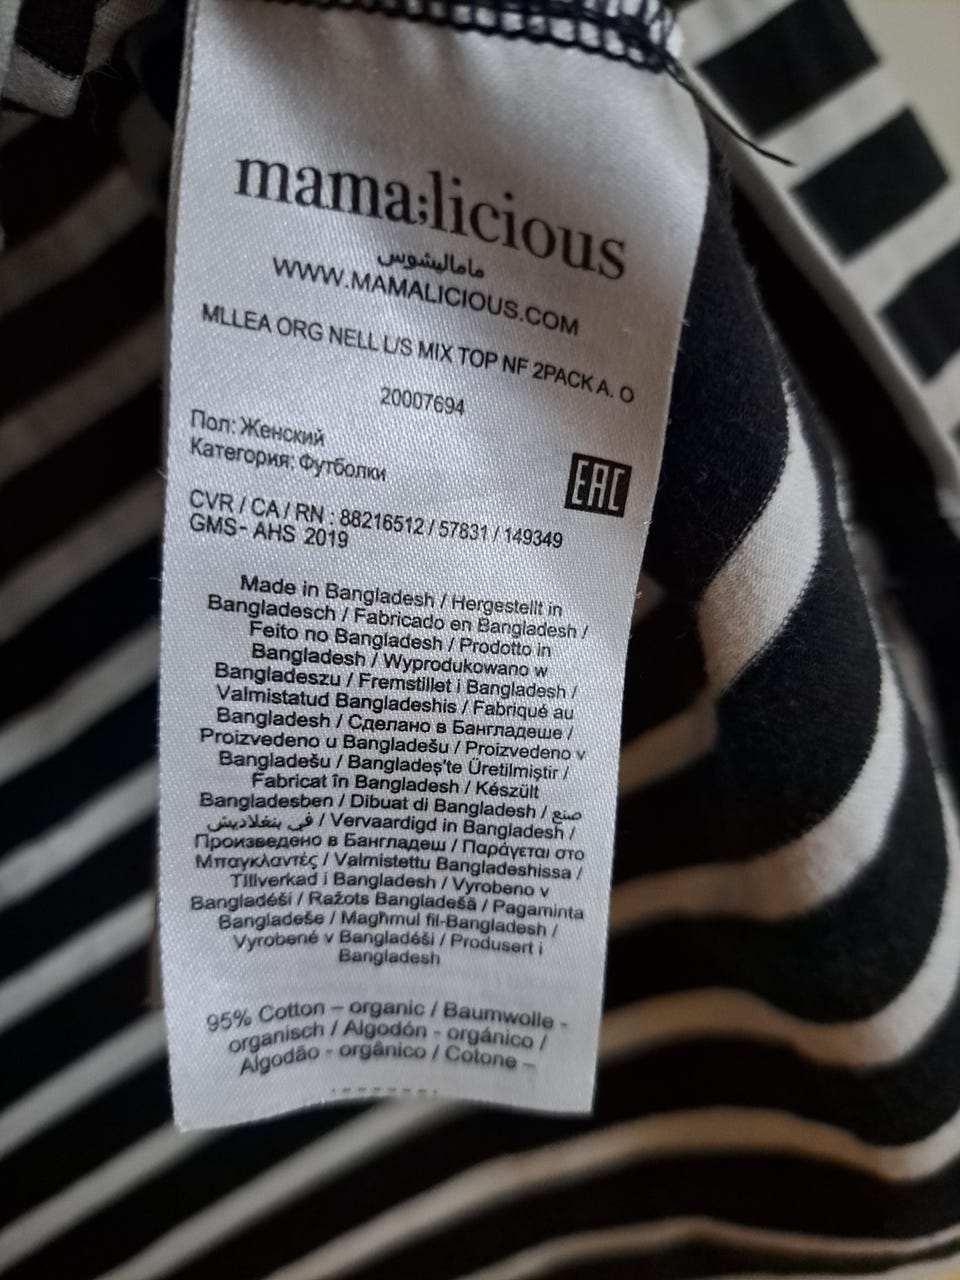 mama;licious
ماماليشوس
WWW.MAMALICIOUS.COM
MLLEA ORG NELL L/S MIX TOP NF 2PACK A. O
20007694
Пол: Женский
Категория: Футболки
EAC
CVR / CA / RN : 88216512 / 57831 / 149349
GMS- AHS 2019
Made in Bangladesh / Hergestellt in
Bangladesch / Fabricado en Bangladesh /
Feito no Bangladesh / Prodotto in
Bangladesh / Wyprodukowano w
Bangladeszu / Fremstillet i Bangladesh /
Valmistatud Bangladeshis / Fabriqué au
Bangladesh / Сделано в Бангладеше /
Proizvedeno u Bangladešu / Proizvedeno v
Bangladešu / Bangladeş'te Üretilmiştir /
Fabricat în Bangladesh / Készült
Bangladesben / Dibuat di Bangladesh / صنع
في بنغلاديش / Vervaardigd in Bangladesh /
Произведено в Бангладеш / Παράγεται στο
Μπαγκλαντές / Valmistettu Bangladeshissa /
Tillverkad i Bangladesh / Vyrobeno v
Bangladéši / Ražots Bangladešā / Pagaminta
Bangladeše / Magħmul fil-Bangladesh /
Vyrobené v Bangladéši / Produsert i
Bangladesh
95% Cotton – organic / Baumwolle -
organisch / Algodón - orgánico /
Algodão - orgânico / Cotone –